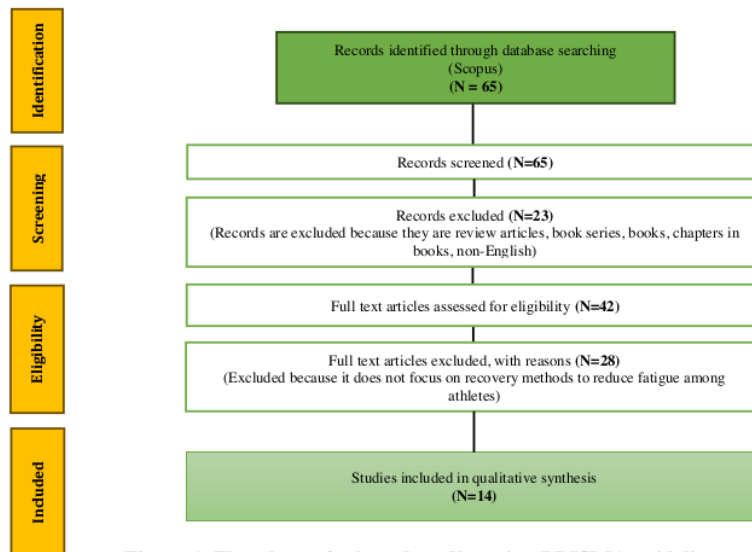 Identification
Records identified through database searching
(Scopus)
(N = 65)
Screening
Records screened (N=65)
Records excluded (N=23)
(Records are excluded because they are review articles, book series, books, chapters in
books, non-English)
Eligibility
Full text articles assessed for eligibility (N=42)
Full text articles excluded, with reasons (N=28)
(Excluded because it does not focus on recovery methods to reduce fatigue among
athletes)
Included
Studies included in qualitative synthesis
(N=14)